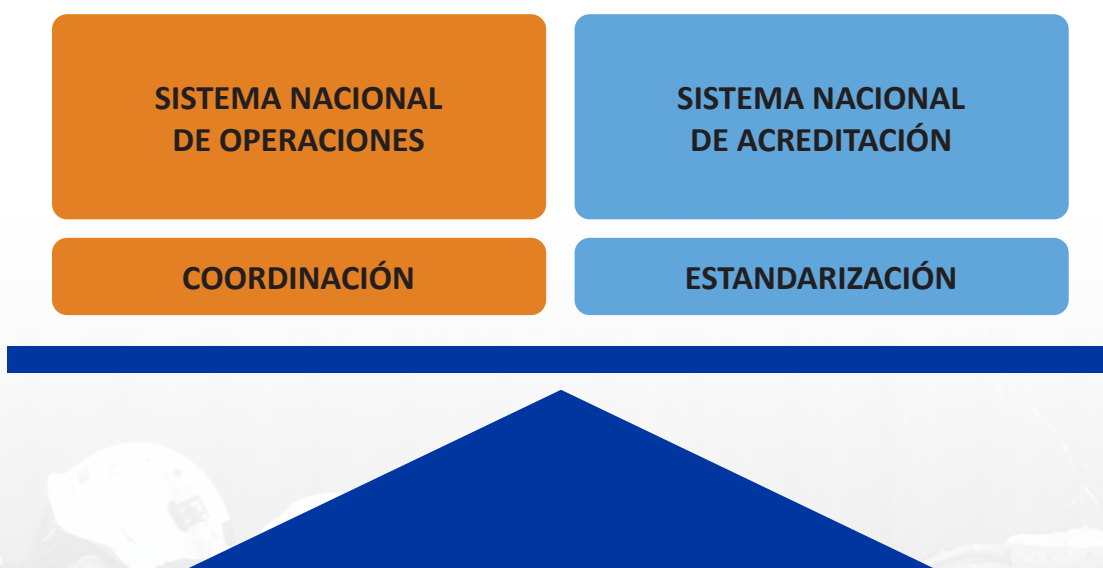 SISTEMA NACIONAL
DE OPERACIONES
SISTEMA NACIONAL
DE ACREDITACIÓN
COORDINACIÓN
ESTANDARIZACIÓN